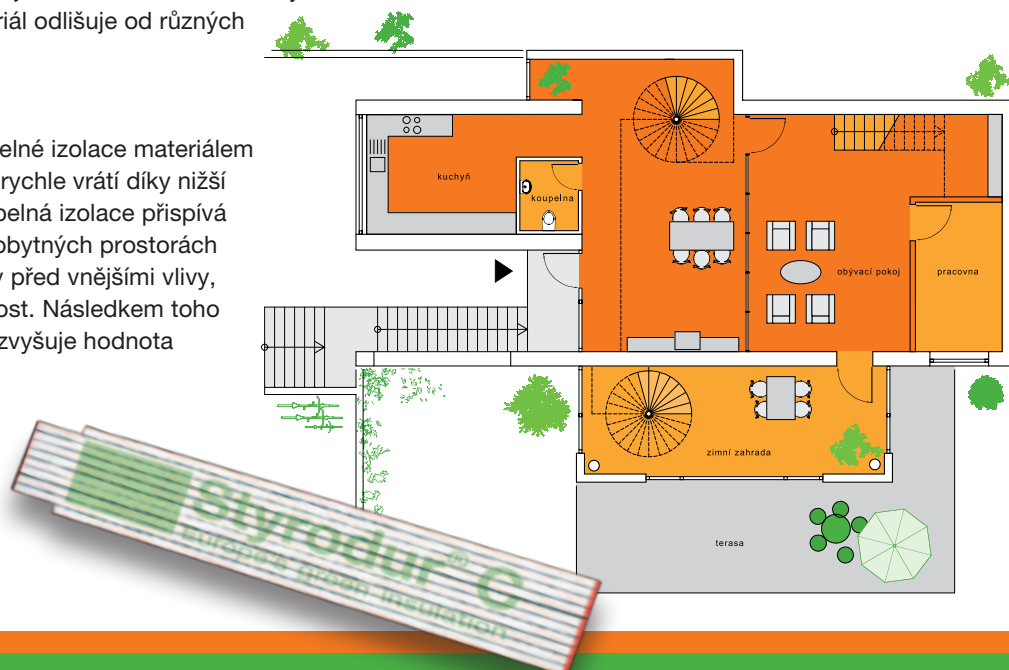 riál odlišuje od různých
elné izolace materiálem
rychle vrátí díky nižší
pelná izolace přispívá
obytných prostorách
y před vnějšími vlivy,
ost. Následkem toho
zvyšuje hodnota
kuchyň
koupelna
obývací pokoj
pracovna
zimní zahrada
terasa
Styrodur® C
Europe's green insulation